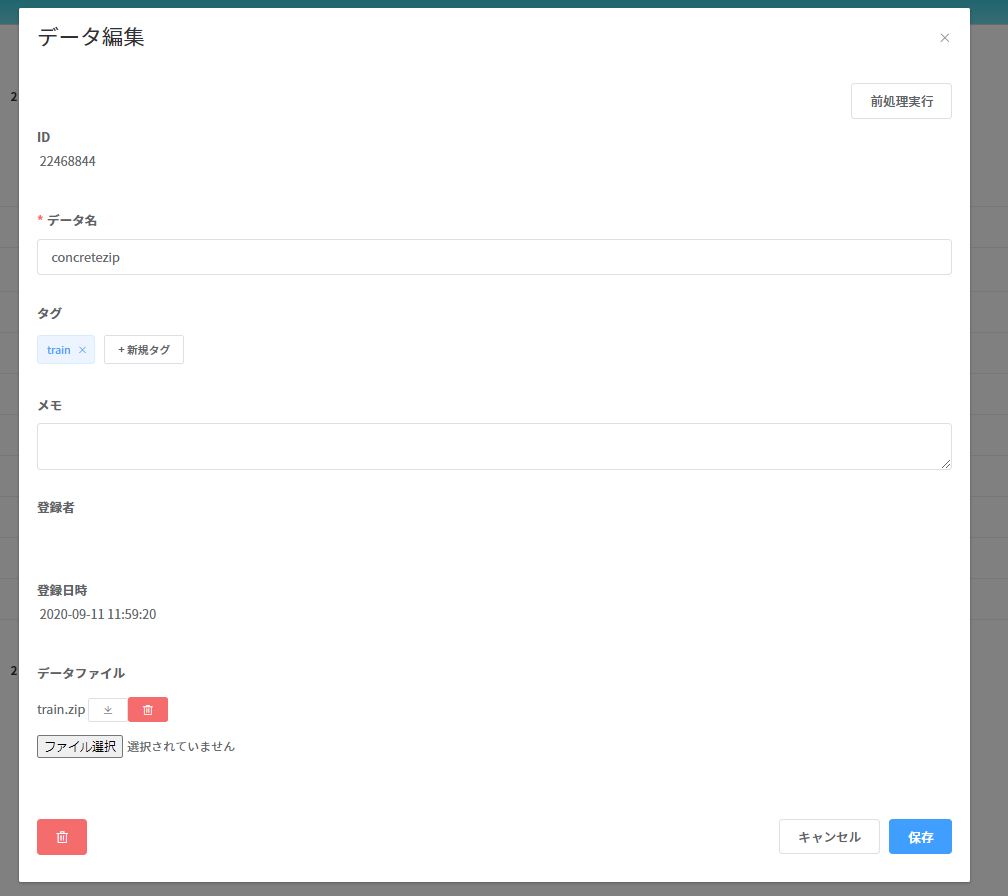 データ編集
前処理実行
ID
22468844
* データ名
concretezip
タグ
train + 新規タグ
メモ
登録者
登録日時
2020-09-11 11:59:20
データファイル
train.zip
ファイル選択 選択されていません
キャンセル 保存
2
2